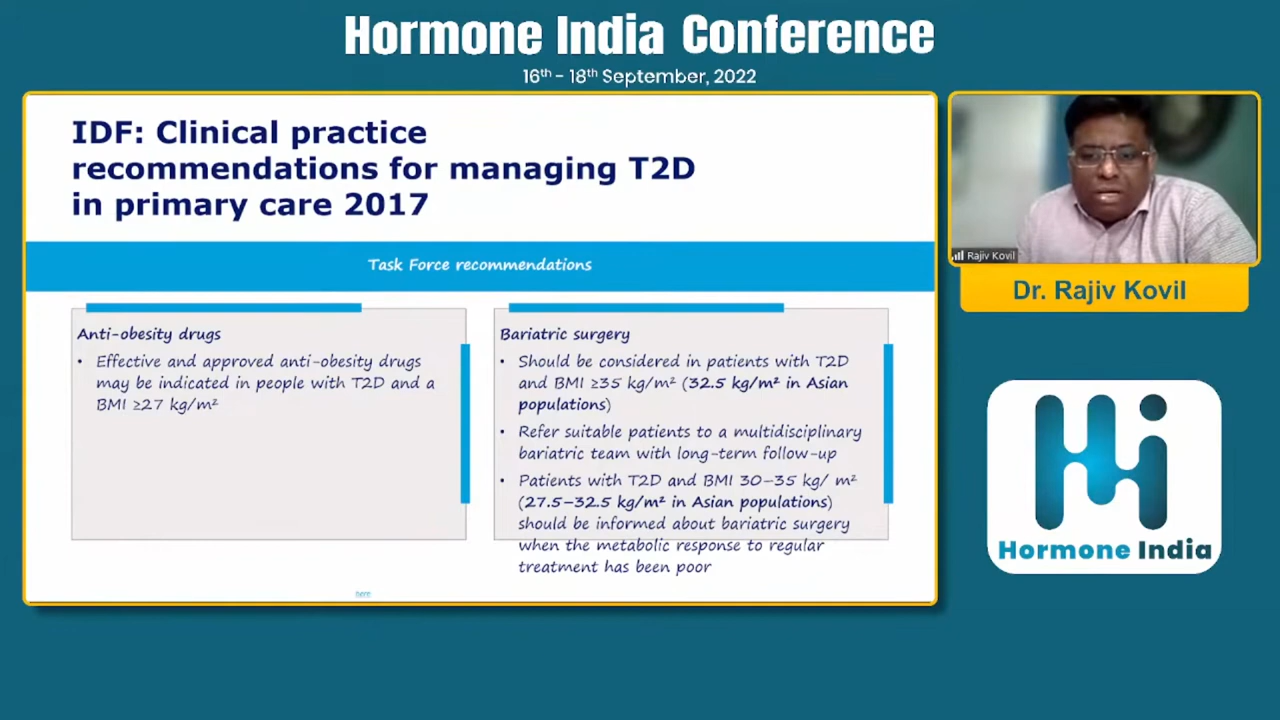 Hormone India Conference
16th - 18th September, 2022
IDF: Clinical practice
recommendations for managing T2D
in primary care 2017
Task Force recommendations
Anti-obesity drugs
• Effective and approved anti-obesity drugs
may be indicated in people with T2D and a
BMI ≥27 kg/m²
Bariatric surgery
• Should be considered in patients with T2D
and BMI ≥35 kg/m² (32.5 kg/m² in Asian
populations)
• Refer suitable patients to a multidisciplinary
bariatric team with long-term follow-up
• Patients with T2D and BMI 30–35 kg/ m²
(27.5–32.5 kg/m² in Asian populations)
should be informed about bariatric surgery
when the metabolic response to regular
treatment has been poor
here
Rajiv Kovil
Dr. Rajiv Kovil
Hi
Hormone India